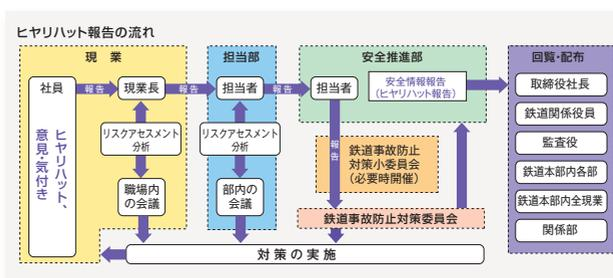 ヒヤリハット報告の流れ
現 業
社員
ヒヤリハット、
意見・気付き
報告
現業長
リスクアセスメント
分析
職場内
の会議
報告
担当部
担当者
リスクアセスメント
分析
部内の
会議
報告
安全推進部
担当者
安全情報報告
(ヒヤリハット報告)
報告
鉄道事故防止
対策小委員会
(必要時開催)
鉄道事故防止対策委員会
対 策 の 実 施
回覧・配布
取締役社長
鉄道関係役員
監査役
鉄道本部内各部
鉄道本部内全現業
関係部